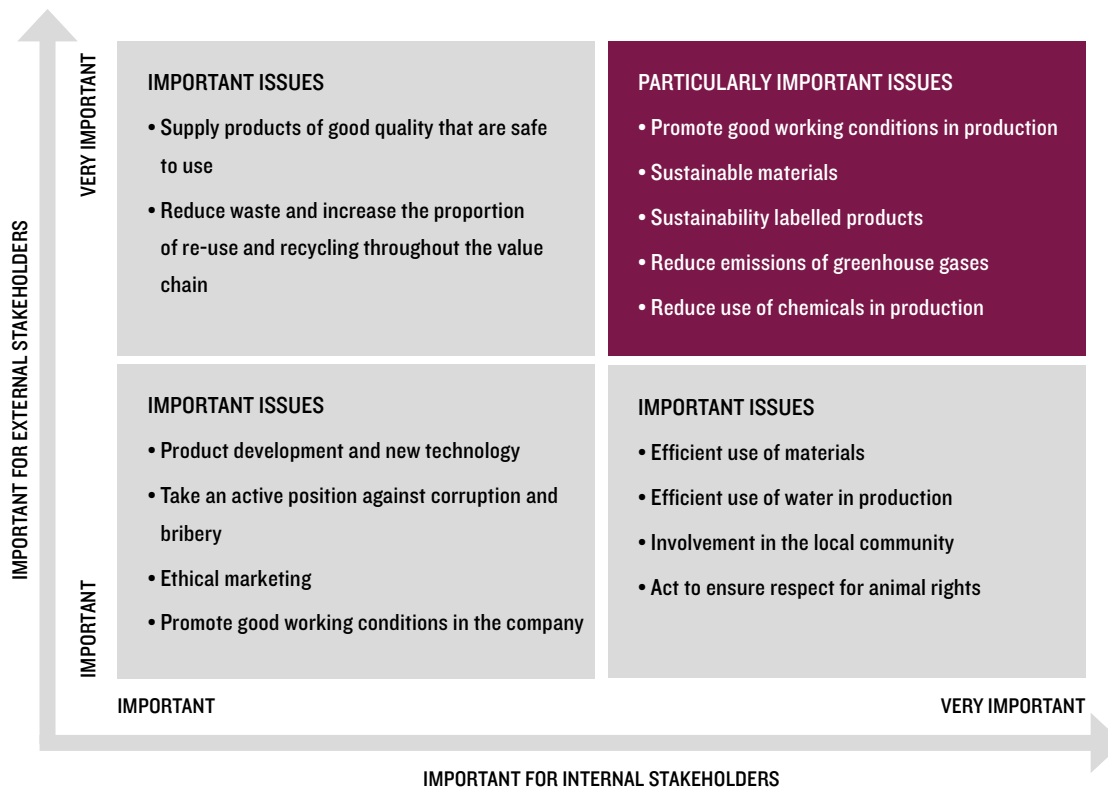 IMPORTANT FOR EXTERNAL STAKEHOLDERS
VERY IMPORTANT
IMPORTANT
IMPORTANT ISSUES
• Supply products of good quality that are safe
to use
• Reduce waste and increase the proportion
of re-use and recycling throughout the value
chain
PARTICULARLY IMPORTANT ISSUES
• Promote good working conditions in production
• Sustainable materials
• Sustainability labelled products
• Reduce emissions of greenhouse gases
• Reduce use of chemicals in production
IMPORTANT ISSUES
• Product development and new technology
• Take an active position against corruption and
bribery
• Ethical marketing
• Promote good working conditions in the company
IMPORTANT ISSUES
• Efficient use of materials
• Efficient use of water in production
• Involvement in the local community
• Act to ensure respect for animal rights
IMPORTANT
VERY IMPORTANT
IMPORTANT FOR INTERNAL STAKEHOLDERS